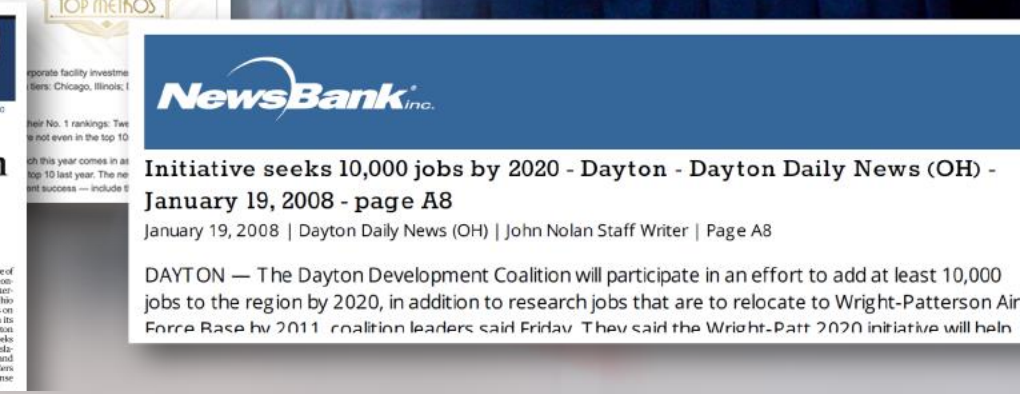 TOP METROS
rporate facility investme
tiers: Chicago, Illinois;
heir No. 1 rankings: Twe
e not even in the top 10
ch this year comes in as
top 10 last year. The ne
ent success — include t
NewsBank inc.
Initiative seeks 10,000 jobs by 2020 - Dayton - Dayton Daily News (OH) -
January 19, 2008 - page A8
January 19, 2008 | Dayton Daily News (OH) | John Nolan Staff Writer | Page A8
DAYTON — The Dayton Development Coalition will participate in an effort to add at least 10,000
jobs to the region by 2020, in addition to research jobs that are to relocate to Wright-Patterson Air
Force Base by 2011, coalition leaders said Friday. They said the Wright-Patt 2020 initiative will help